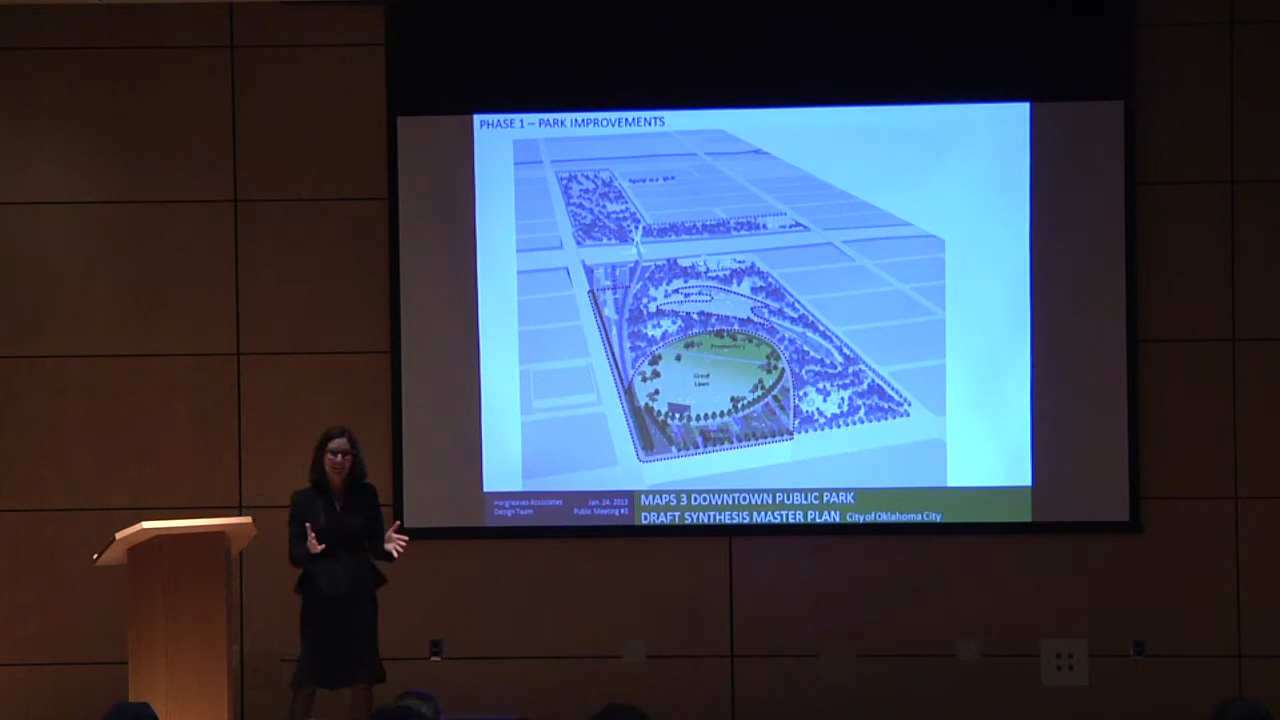 PHASE 1 – PARK IMPROVEMENTS
Promontory
Great
Lawn
Hargreaves Associates
Design Team
Jan. 24, 2013
Public Meeting #3
MAPS 3 DOWNTOWN PUBLIC PARK
DRAFT SYNTHESIS MASTER PLAN City of Oklahoma City